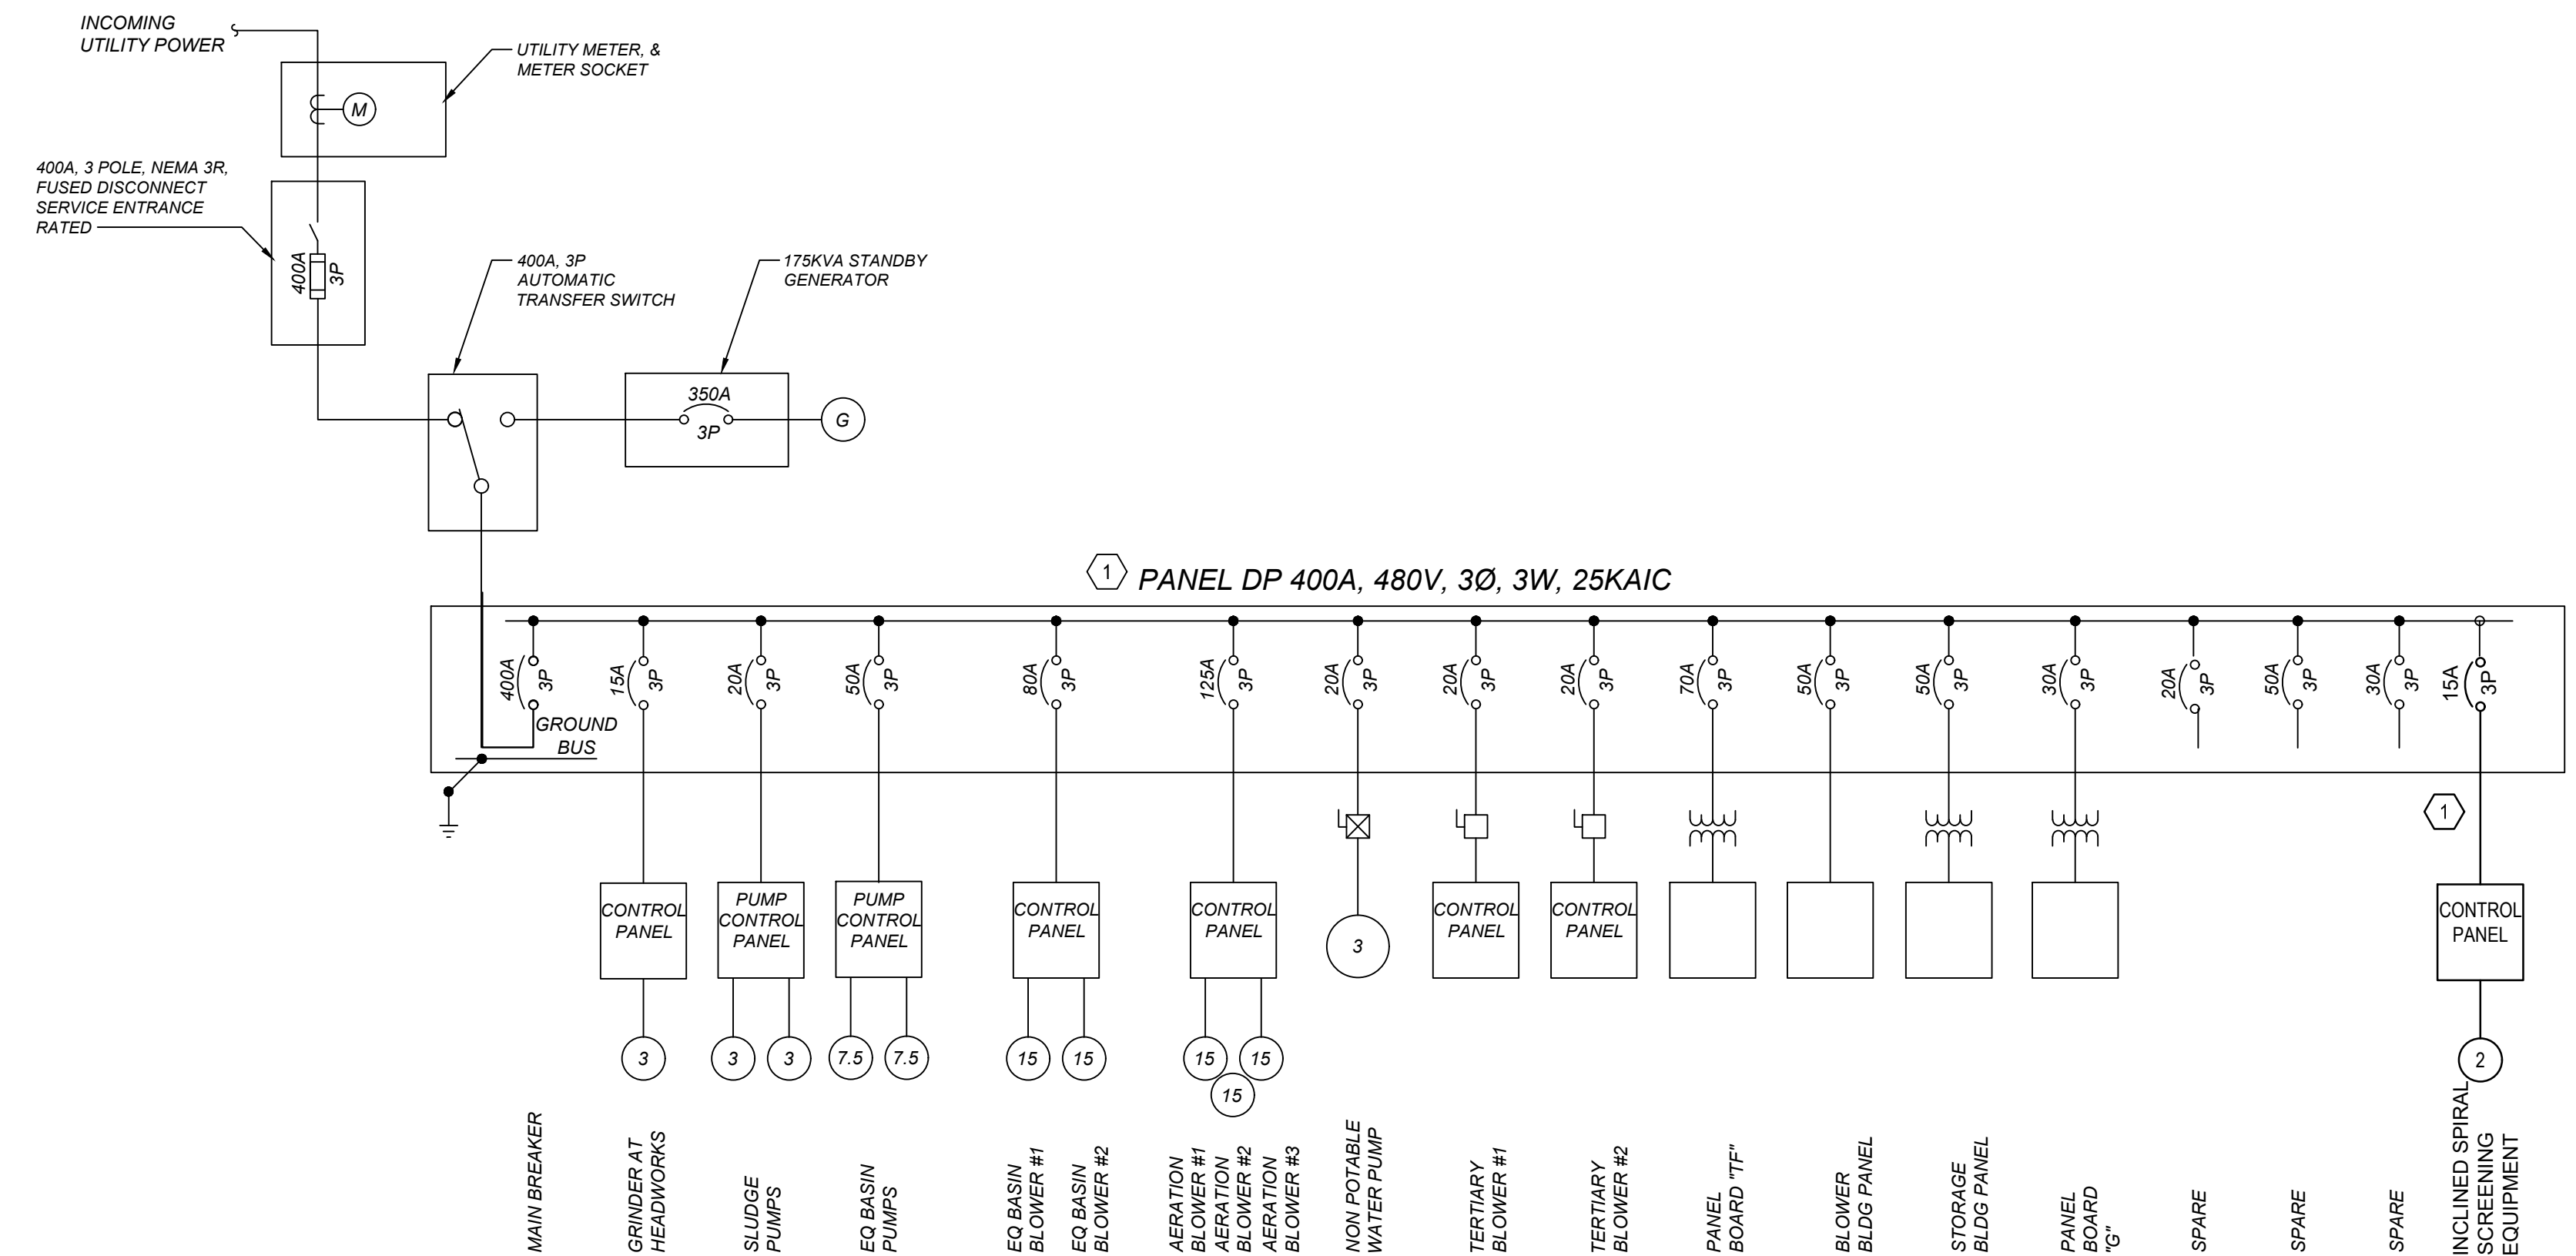 INCOMING
UTILITY POWER
UTILITY METER, &
METER SOCKET
M
400A, 3 POLE, NEMA 3R,
FUSED DISCONNECT
SERVICE ENTRANCE
RATED
400A
3P
400A, 3P
AUTOMATIC
TRANSFER SWITCH
175KVA STANDBY
GENERATOR
350A
3P
G
1
PANEL DP 400A, 480V, 3Ø, 3W, 25KAIC
400A
3P
15A
3P
20A
3P
50A
3P
80A
3P
125A
3P
20A
3P
20A
3P
20A
3P
70A
3P
50A
3P
50A
3P
30A
3P
20A
3P
50A
3P
30A
3P
15A
3P
GROUND
BUS
1
CONTROL
PANEL
PUMP
CONTROL
PANEL
PUMP
CONTROL
PANEL
CONTROL
PANEL
CONTROL
PANEL
3
CONTROL
PANEL
CONTROL
PANEL
CONTROL
PANEL
3
3
3
7.5
7.5
15
15
15
15
15
2
MAIN BREAKER
GRINDER AT
HEADWORKS
SLUDGE
PUMPS
EQ BASIN
PUMPS
EQ BASIN
BLOWER #1
EQ BASIN
BLOWER #2
AERATION
BLOWER #1
AERATION
BLOWER #2
AERATION
BLOWER #3
NON POTABLE
WATER PUMP
TERTIARY
BLOWER #1
TERTIARY
BLOWER #2
PANEL
BOARD "TF"
BLOWER
BLDG PANEL
STORAGE
BLDG PANEL
PANEL
BOARD
"G"
SPARE
SPARE
SPARE
INCLINED SPIRAL
SCREENING
EQUIPMENT